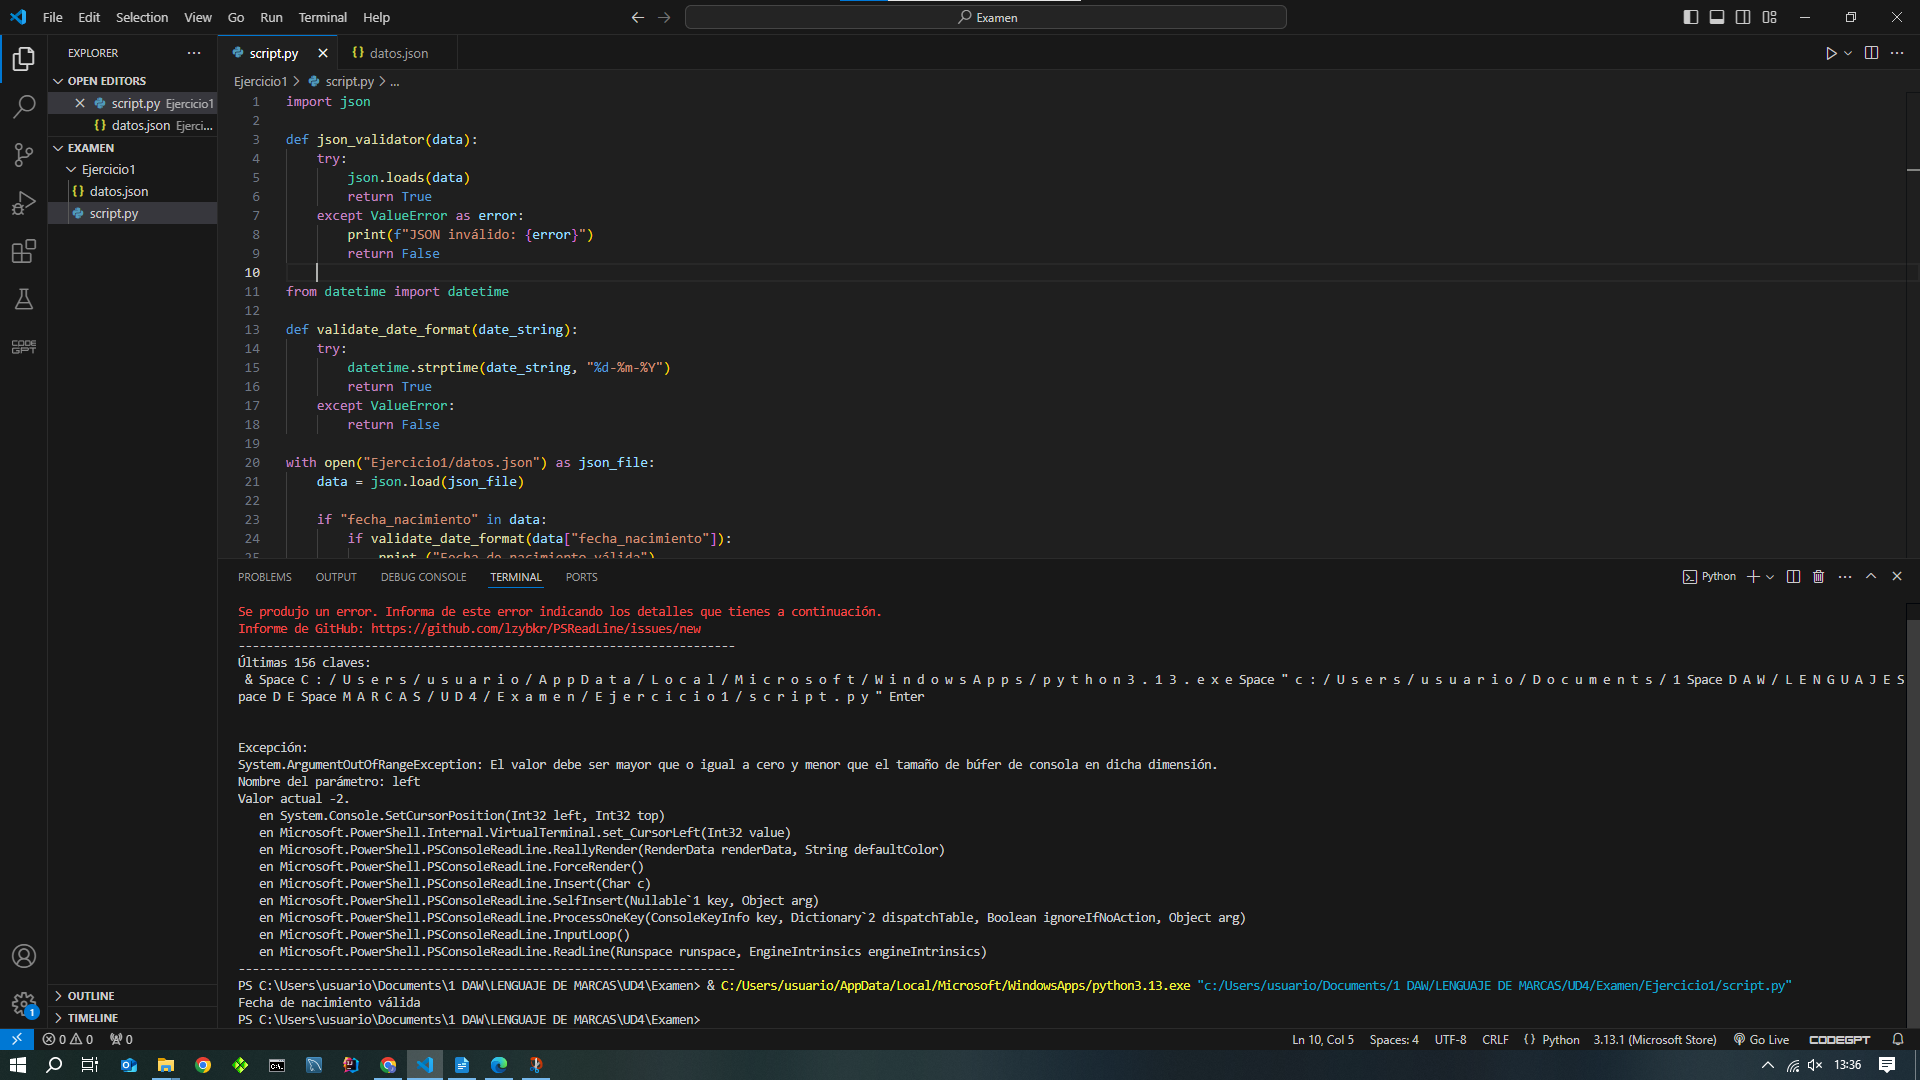 File Edit Selection View Go Run Terminal Help
Examen
EXPLORER
OPEN EDITORS
script.py Ejercicio1
datos.json Ejerci...
EXAMEN
Ejercicio1
datos.json
script.py
OUTLINE
TIMELINE
CODE
GPT
script.py datos.json
Ejercicio1 > script.py > ...
1 import json
2
3 def json_validator(data):
4 try:
5 json.loads(data)
6 return True
7 except ValueError as error:
8 print(f"JSON inválido: {error}")
9 return False
10
11 from datetime import datetime
12
13 def validate_date_format(date_string):
14 try:
15 datetime.strptime(date_string, "%d-%m-%Y")
16 return True
17 except ValueError:
18 return False
19
20 with open("Ejercicio1/datos.json") as json_file:
21 data = json.load(json_file)
22
23 if "fecha_nacimiento" in data:
24 if validate_date_format(data["fecha_nacimiento"]):
25 print ("Fecha de nacimiento válida")
PROBLEMS OUTPUT DEBUG CONSOLE TERMINAL PORTS
Python
Se produjo un error. Informa de este error indicando los detalles que tienes a continuación.
Informe de GitHub: https://github.com/lzybkr/PSReadLine/issues/new
-----------------------------------------------------------------------
Últimas 156 claves:
& Space C : / U s e r s / u s u a r i o / A p p D a t a / L o c a l / M i c r o s o f t / W i n d o w s A p p s / p y t h o n 3 . 1 3 . e x e Space " c : / U s e r s / u s u a r i o / D o c u m e n t s / 1 Space D A W / L E N G U A J E S
pace D E Space M A R C A S / U D 4 / E x a m e n / E j e r c i c i o 1 / s c r i p t . p y " Enter
Excepción:
System.ArgumentOutOfRangeException: El valor debe ser mayor que o igual a cero y menor que el tamaño de búfer de consola en dicha dimensión.
Nombre del parámetro: left
Valor actual -2.
en System.Console.SetCursorPosition(Int32 left, Int32 top)
en Microsoft.PowerShell.Internal.VirtualTerminal.set_CursorLeft(Int32 value)
en Microsoft.PowerShell.PSConsoleReadLine.ReallyRender(RenderData renderData, String defaultColor)
en Microsoft.PowerShell.PSConsoleReadLine.ForceRender()
en Microsoft.PowerShell.PSConsoleReadLine.Insert(Char c)
en Microsoft.PowerShell.PSConsoleReadLine.SelfInsert(Nullable`1 key, Object arg)
en Microsoft.PowerShell.PSConsoleReadLine.ProcessOneKey(ConsoleKeyInfo key, Dictionary`2 dispatchTable, Boolean ignoreIfNoAction, Object arg)
en Microsoft.PowerShell.PSConsoleReadLine.InputLoop()
en Microsoft.PowerShell.PSConsoleReadLine.ReadLine(Runspace runspace, EngineIntrinsics engineIntrinsics)
-----------------------------------------------------------------------
PS C:\Users\usuario\Documents\1 DAW\LENGUAJE DE MARCAS\UD4\Examen> & C:/Users/usuario/AppData/Local/Microsoft/WindowsApps/python3.13.exe "c:/Users/usuario/Documents/1 DAW/LENGUAJE DE MARCAS/UD4/Examen/Ejercicio1/script.py"
Fecha de nacimiento válida
PS C:\Users\usuario\Documents\1 DAW\LENGUAJE DE MARCAS\UD4\Examen>
1
0 0 0 Ln 10, Col 5 Spaces: 4 UTF-8 CRLF {} Python 3.13.1 (Microsoft Store) Go Live CODEGPT
13:36